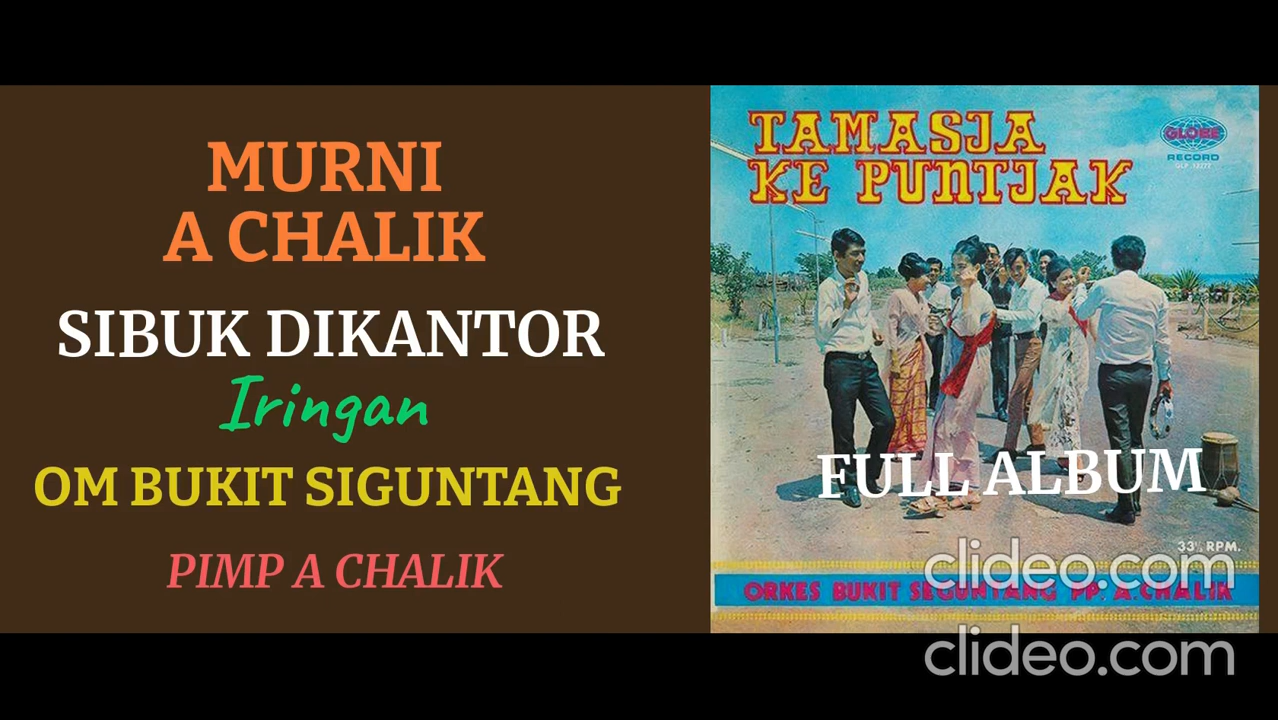 MURNI
A CHALIK
SIBUK DIKANTOR
Iringan
OM BUKIT SIGUNTANG
PIMP A CHALIK
TAMASJA
KE PUNTJAK
GLOBE
RECORD
FULL ALBUM
33⅓ RPM.
clideo.com
ORKES BUKIT SEGUNTANG PP. A. CHALIK
clideo.com